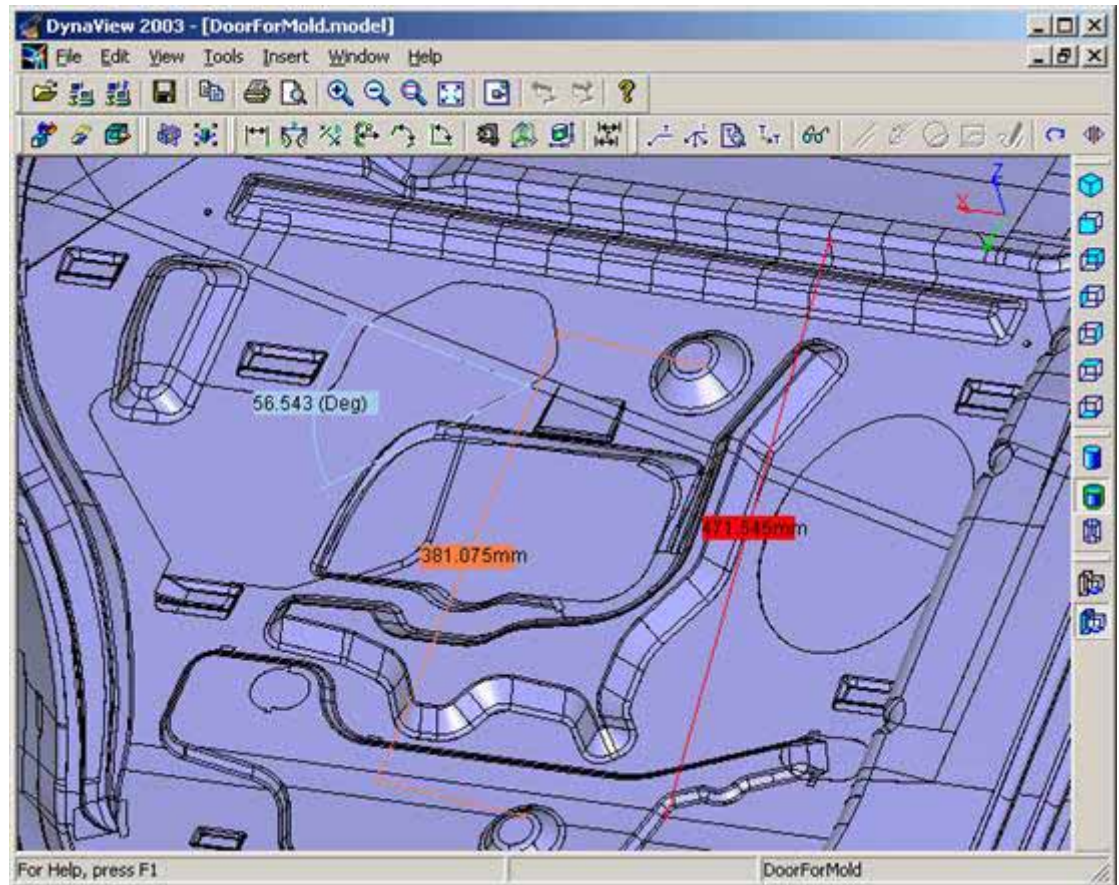 DynaView 2003 - [DoorForMold.model]
File Edit View Tools Insert Window Help
Z
X
56.543 (Deg)
471.545mm
381.075mm
For Help, press F1
DoorForMold